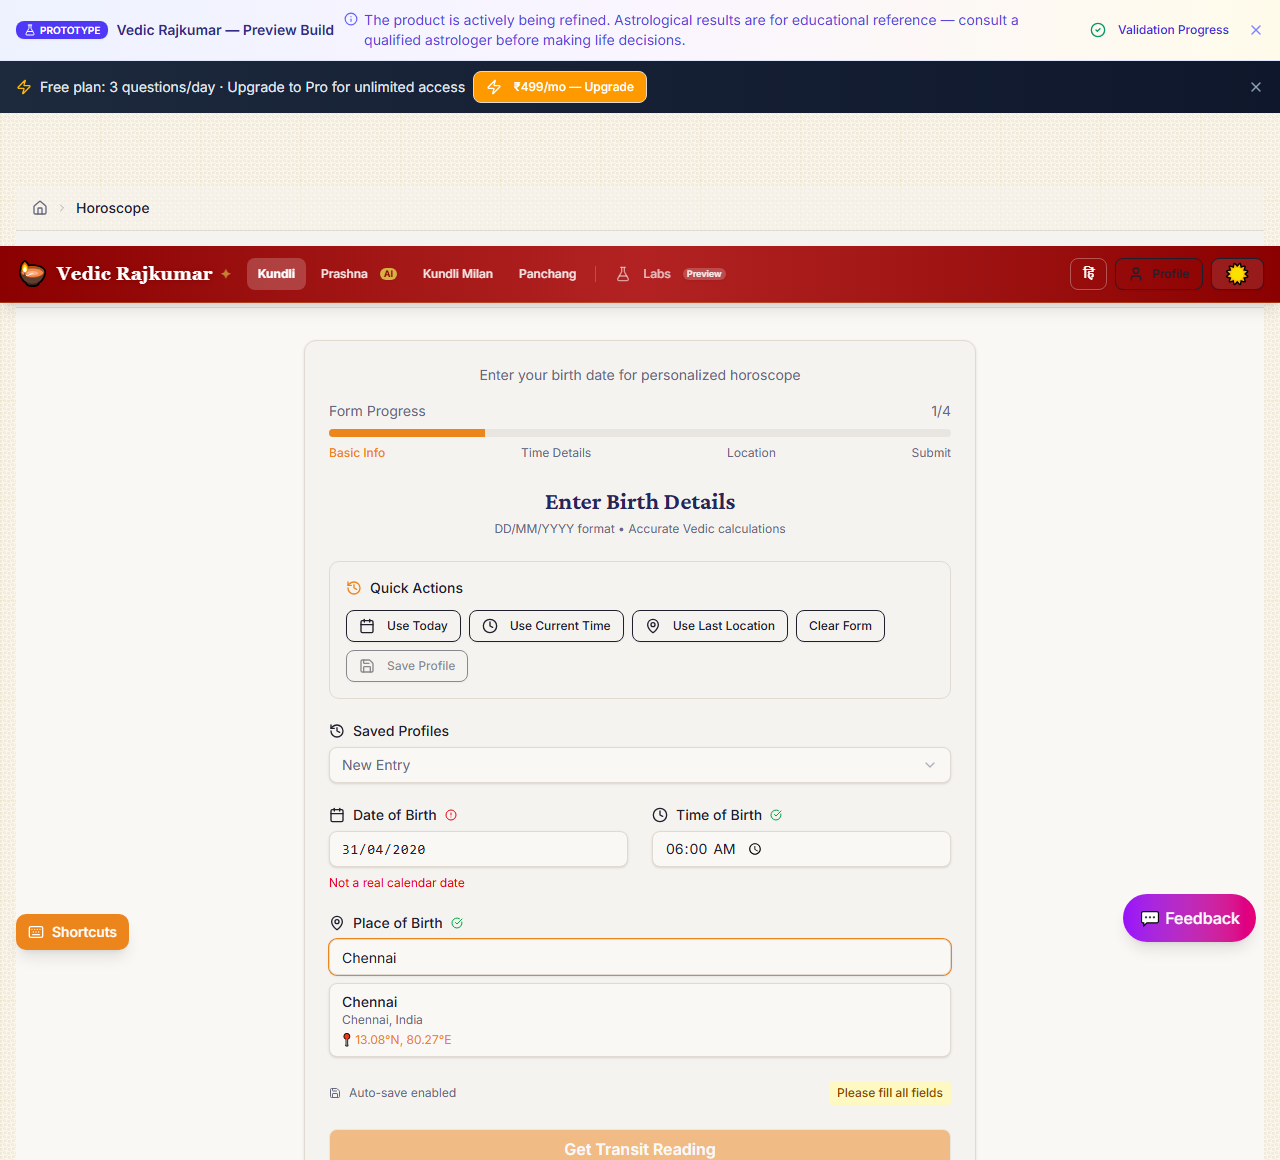 PROTOTYPE
Vedic Rajkumar — Preview Build
The product is actively being refined. Astrological results are for educational reference — consult a
qualified astrologer before making life decisions.
Validation Progress
Free plan: 3 questions/day · Upgrade to Pro for unlimited access
₹499/mo — Upgrade
Horoscope
Vedic Rajkumar
Kundli
Prashna AI
Kundli Milan
Panchang
Labs Preview
हिं
Profile
Enter your birth date for personalized horoscope
Form Progress 1/4
Basic Info Time Details Location Submit
Enter Birth Details
DD/MM/YYYY format • Accurate Vedic calculations
Quick Actions
Use Today Use Current Time Use Last Location Clear Form
Save Profile
Saved Profiles
New Entry
Date of Birth Time of Birth
31/04/2020 06:00 AM
Not a real calendar date
Place of Birth
Shortcuts
Feedback
Chennai
Chennai
Chennai, India
13.08°N, 80.27°E
Auto-save enabled Please fill all fields
Get Transit Reading